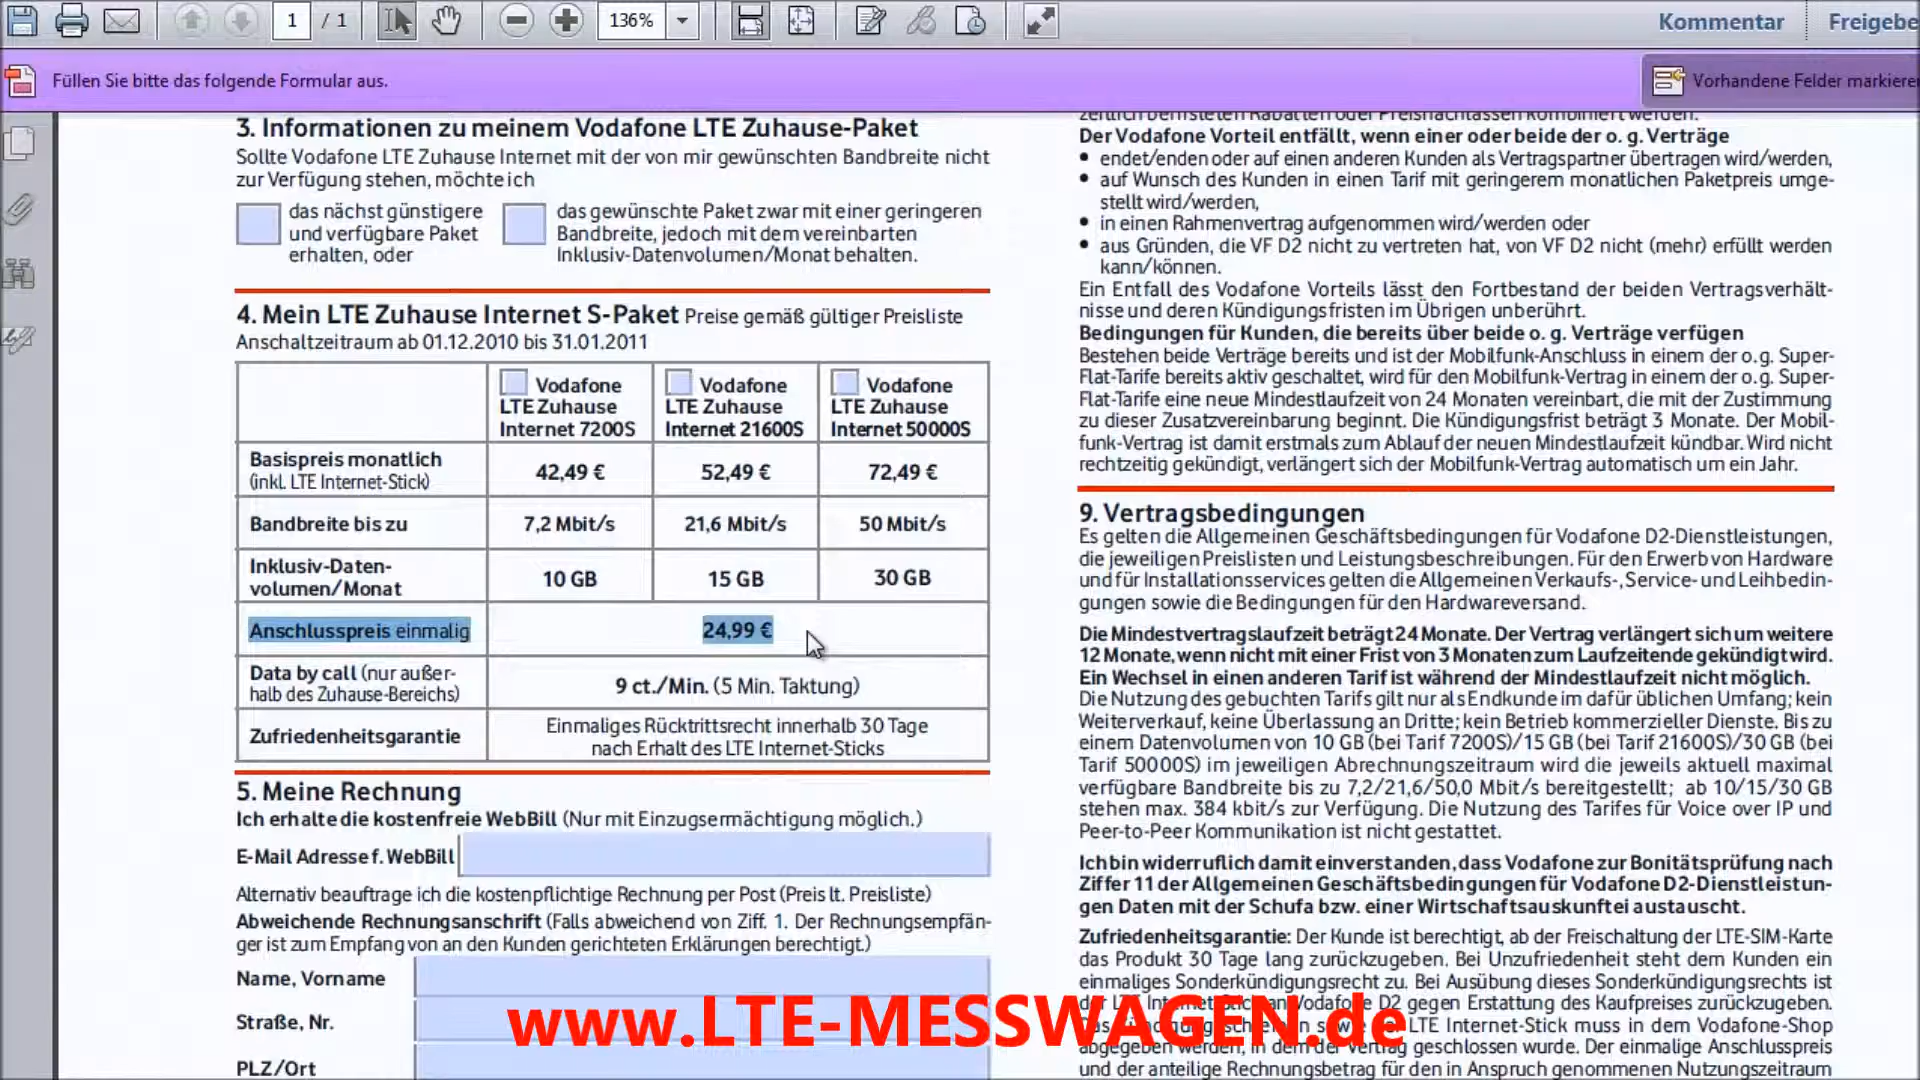 1 / 1
136%
Kommentar
Freigebe
Füllen Sie bitte das folgende Formular aus.
Vorhandene Felder markieren
3. Informationen zu meinem Vodafone LTE Zuhause-Paket
Sollte Vodafone LTE Zuhause Internet mit der von mir gewünschten Bandbreite nicht
zur Verfügung stehen, möchte ich
das nächst günstigere
und verfügbare Paket
erhalten, oder
das gewünschte Paket zwar mit einer geringeren
Bandbreite, jedoch mit dem vereinbarten
Inklusiv-Datenvolumen/Monat behalten.
4. Mein LTE Zuhause Internet S-Paket Preise gemäß gültiger Preisliste
Anschaltzeitraum ab 01.12.2010 bis 31.01.2011
Vodafone
LTE Zuhause
Internet 7200S
Vodafone
LTE Zuhause
Internet 21600S
Vodafone
LTE Zuhause
Internet 50000S
Basispreis monatlich
(inkl. LTE Internet-Stick)
42,49 €
52,49 €
72,49 €
Bandbreite bis zu
7,2 Mbit/s
21,6 Mbit/s
50 Mbit/s
Inklusiv-Daten-
volumen/Monat
10 GB
15 GB
30 GB
Anschlusspreis einmalig
24,99 €
Data by call (nur außer-
halb des Zuhause-Bereichs)
9 ct./Min. (5 Min. Taktung)
Zufriedenheitsgarantie
Einmaliges Rücktrittsrecht innerhalb 30 Tage
nach Erhalt des LTE Internet-Sticks
5. Meine Rechnung
Ich erhalte die kostenfreie WebBill (Nur mit Einzugsermächtigung möglich.)
E-Mail Adresse f. WebBill
Alternativ beauftrage ich die kostenpflichtige Rechnung per Post (Preis lt. Preisliste)
Abweichende Rechnungsanschrift (Falls abweichend von Ziff. 1. Der Rechnungsempfän-
ger ist zum Empfang von an den Kunden gerichteten Erklärungen berechtigt.)
Name, Vorname
Straße, Nr.
PLZ/Ort
zeitlich befristeten Rabatten oder Preisnachlässen kombiniert werden.
Der Vodafone Vorteil entfällt, wenn einer oder beide der o. g. Verträge
• endet/enden oder auf einen anderen Kunden als Vertragspartner übertragen wird/werden,
• auf Wunsch des Kunden in einen Tarif mit geringerem monatlichen Paketpreis umge-
stellt wird/werden,
• in einen Rahmenvertrag aufgenommen wird/werden oder
• aus Gründen, die VF D2 nicht zu vertreten hat, von VF D2 nicht (mehr) erfüllt werden
kann/können.
Ein Entfall des Vodafone Vorteils lässt den Fortbestand der beiden Vertragsverhält-
nisse und deren Kündigungsfristen im Übrigen unberührt.
Bedingungen für Kunden, die bereits über beide o. g. Verträge verfügen
Bestehen beide Verträge bereits und ist der Mobilfunk-Anschluss in einem der o.g. Super-
Flat-Tarife bereits aktiv geschaltet, wird für den Mobilfunk-Vertrag in einem der o.g. Super-
Flat-Tarife eine neue Mindestlaufzeit von 24 Monaten vereinbart, die mit der Zustimmung
zu dieser Zusatzvereinbarung beginnt. Die Kündigungsfrist beträgt 3 Monate. Der Mobil-
funk-Vertrag ist damit erstmals zum Ablauf der neuen Mindestlaufzeit kündbar. Wird nicht
rechtzeitig gekündigt, verlängert sich der Mobilfunk-Vertrag automatisch um ein Jahr.
9. Vertragsbedingungen
Es gelten die Allgemeinen Geschäftsbedingungen für Vodafone D2-Dienstleistungen,
die jeweiligen Preislisten und Leistungsbeschreibungen. Für den Erwerb von Hardware
und für Installationsservices gelten die Allgemeinen Verkaufs-, Service- und Leihbedin-
gungen sowie die Bedingungen für den Hardwareversand.
Die Mindestvertragslaufzeit beträgt 24 Monate. Der Vertrag verlängert sich um weitere
12 Monate, wenn nicht mit einer Frist von 3 Monaten zum Laufzeitende gekündigt wird.
Ein Wechsel in einen anderen Tarif ist während der Mindestlaufzeit nicht möglich.
Die Nutzung des gebuchten Tarifs gilt nur als Endkunde im dafür üblichen Umfang; kein
Weiterverkauf, keine Überlassung an Dritte; kein Betrieb kommerzieller Dienste. Bis zu
einem Datenvolumen von 10 GB (bei Tarif 7200S)/15 GB (bei Tarif 21600S)/30 GB (bei
Tarif 50000S) im jeweiligen Abrechnungszeitraum wird die jeweils aktuell maximal
verfügbare Bandbreite bis zu 7,2/21,6/50,0 Mbit/s bereitgestellt; ab 10/15/30 GB
stehen max. 384 kbit/s zur Verfügung. Die Nutzung des Tarifes für Voice over IP und
Peer-to-Peer Kommunikation ist nicht gestattet.
Ich bin widerruflich damit einverstanden, dass Vodafone zur Bonitätsprüfung nach
Ziffer 11 der Allgemeinen Geschäftsbedingungen für Vodafone D2-Dienstleistun-
gen Daten mit der Schufa bzw. einer Wirtschaftsauskunftei austauscht.
Zufriedenheitsgarantie: Der Kunde ist berechtigt, ab der Freischaltung der LTE-SIM-Karte
das Produkt 30 Tage lang zurückzugeben. Bei Unzufriedenheit steht dem Kunden ein
einmaliges Sonderkündigungsrecht zu. Bei Ausübung dieses Sonderkündigungsrechts ist
der LTE Internet-Stick an Vodafone D2 gegen Erstattung des Kaufpreises zurückzugeben.
LTE Internet-Stick muss in dem Vodafone-Shop
abgegeben werden, in dem der Vertrag geschlossen wurde. Der einmalige Anschlusspreis
und der anteilige Rechnungsbetrag für den in Anspruch genommenen Nutzungszeitraum
www.LTE-MESSWAGEN.de